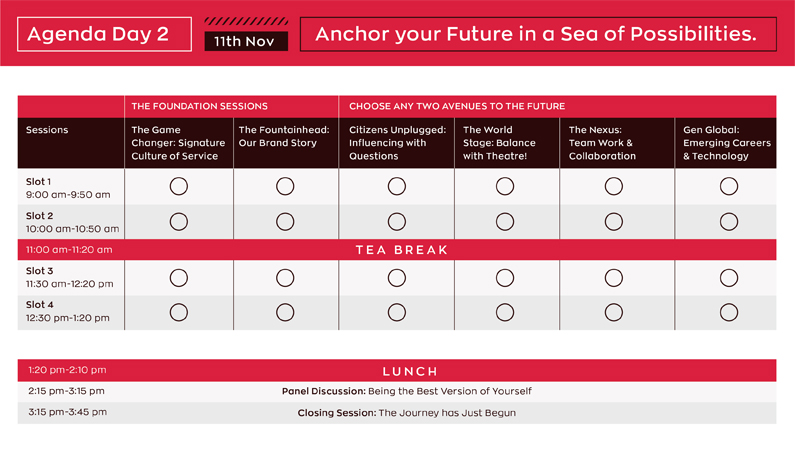 Agenda Day 2
11th Nov
Anchor your Future in a Sea of Possibilities.
THE FOUNDATION SESSIONS
CHOOSE ANY TWO AVENUES TO THE FUTURE
Sessions
The Game
Changer: Signature
Culture of Service
The Fountainhead:
Our Brand Story
Citizens Unplugged:
Influencing with
Questions
The World
Stage: Balance
with Theatre!
The Nexus:
Team Work &
Collaboration
Gen Global:
Emerging Careers
& Technology
Slot 1
9:00 am-9:50 am
Slot 2
10:00 am-10:50 am
11:00 am-11:20 am
TEA BREAK
Slot 3
11:30 am-12:20 pm
Slot 4
12:30 pm-1:20 pm
1:20 pm-2:10 pm
LUNCH
2:15 pm-3:15 pm
Panel Discussion: Being the Best Version of Yourself
3:15 pm-3:45 pm
Closing Session: The Journey has Just Begun